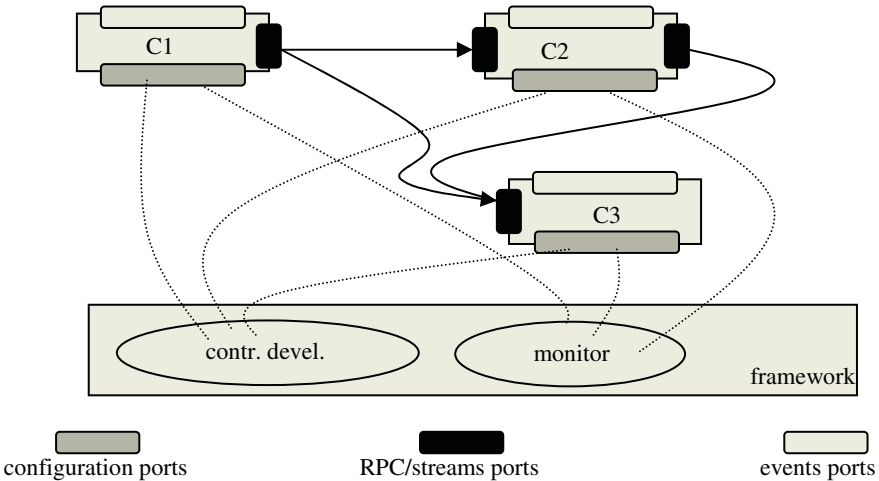 C1
C2
C3
contr. devel.
monitor
framework
configuration ports
RPC/streams ports
events ports